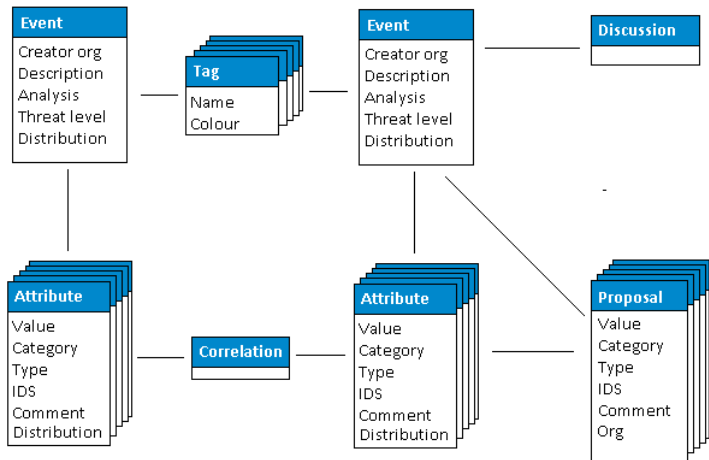 Event
Creator org
Description
Analysis
Threat level
Distribution
Tag
Name
Colour
Event
Creator org
Description
Analysis
Threat level
Distribution
Discussion
Attribute
Value
Category
Type
IDS
Comment
Distribution
Correlation
Attribute
Value
Category
Type
IDS
Comment
Distribution
Proposal
Value
Category
Type
IDS
Comment
Org